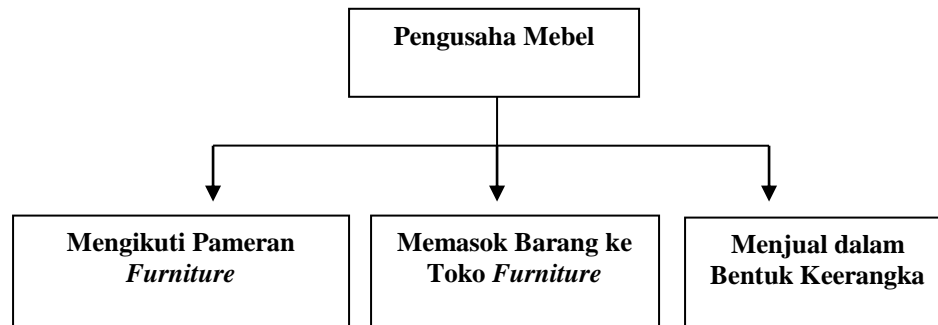 Pengusaha Mebel
Mengikuti Pameran
Furniture
Memasok Barang ke
Toko Furniture
Menjual dalam
Bentuk Keerangka